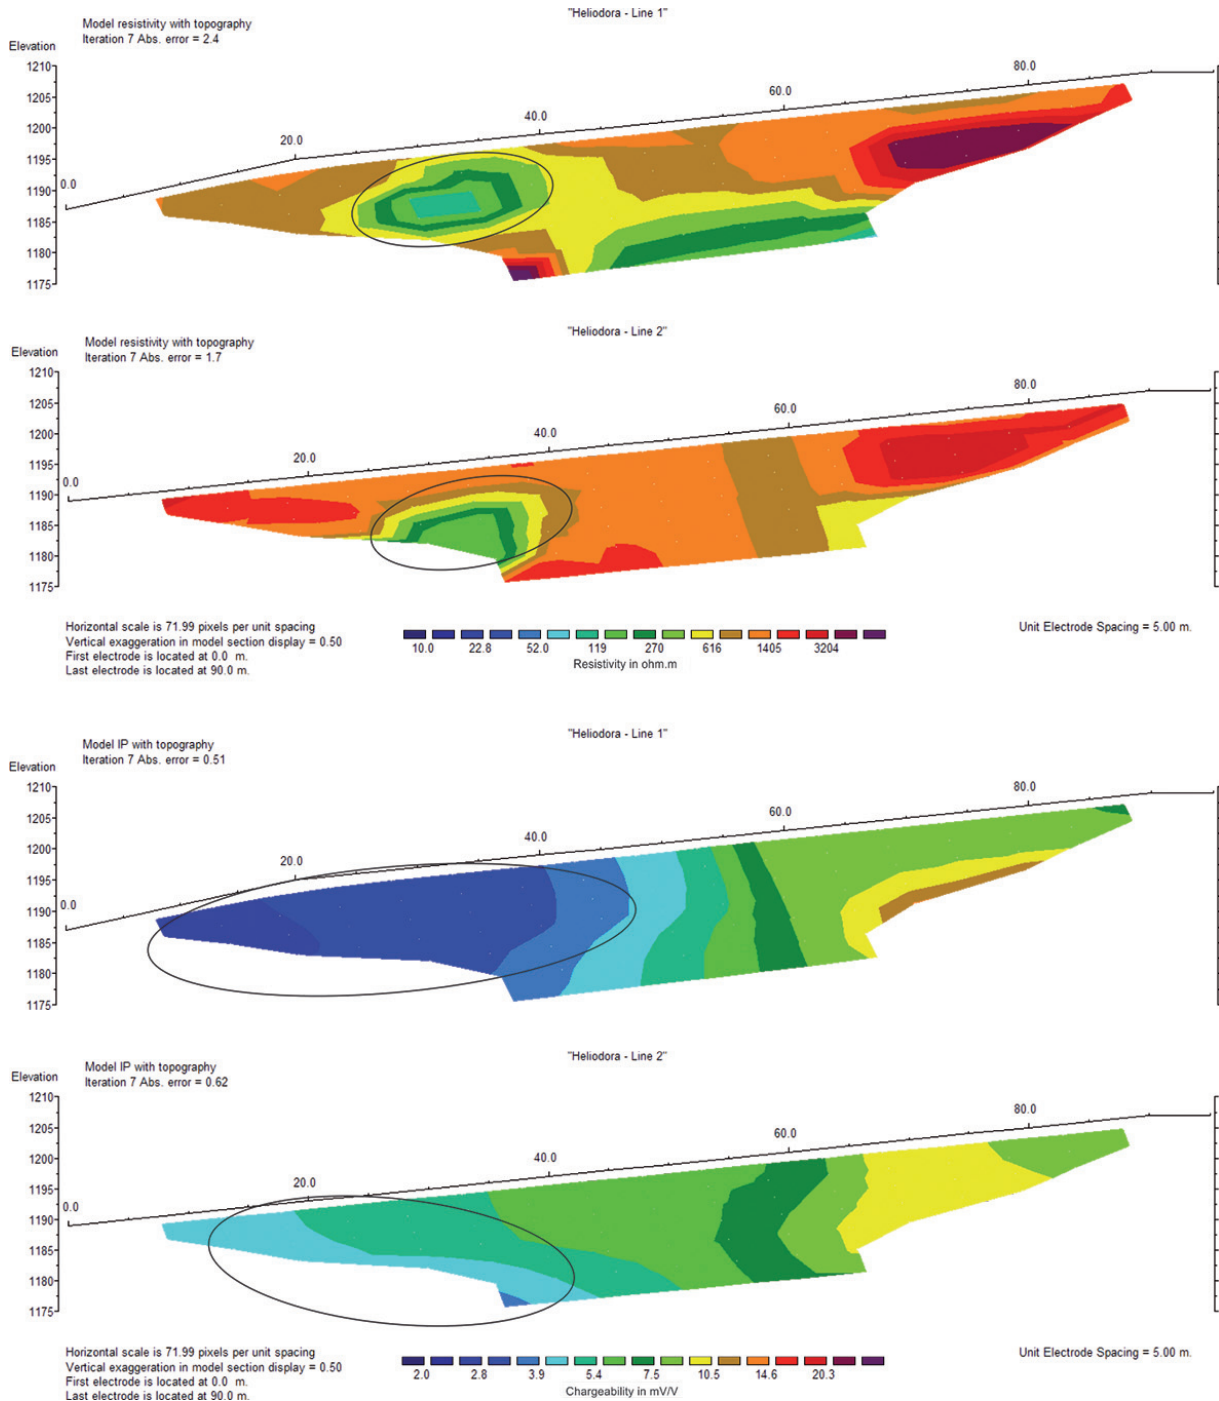 "Heliodora - Line 1"
Model resistivity with topography
Iteration 7 Abs. error = 2.4
Elevation
1210
1205
1200
1195
1190
1185
1180
1175
0.0
20.0
40.0
60.0
80.0
"Heliodora - Line 2"
Model resistivity with topography
Iteration 7 Abs. error = 1.7
Elevation
1210
1205
1200
1195
1190
1185
1180
1175
0.0
20.0
40.0
60.0
80.0
Horizontal scale is 71.99 pixels per unit spacing
Vertical exaggeration in model section display = 0.50
First electrode is located at 0.0 m.
Last electrode is located at 90.0 m.
10.0 22.8 52.0 119 270 616 1405 3204
Resistivity in ohm.m
Unit Electrode Spacing = 5.00 m.
"Heliodora - Line 1"
Model IP with topography
Iteration 7 Abs. error = 0.51
Elevation
1210
1205
1200
1195
1190
1185
1180
1175
0.0
20.0
40.0
60.0
80.0
"Heliodora - Line 2"
Model IP with topography
Iteration 7 Abs. error = 0.62
Elevation
1210
1205
1200
1195
1190
1185
1180
1175
0.0
20.0
40.0
60.0
80.0
Horizontal scale is 71.99 pixels per unit spacing
Vertical exaggeration in model section display = 0.50
First electrode is located at 0.0 m.
Last electrode is located at 90.0 m.
2.0 2.8 3.9 5.4 7.5 10.5 14.6 20.3
Chargeability in mV/V
Unit Electrode Spacing = 5.00 m.